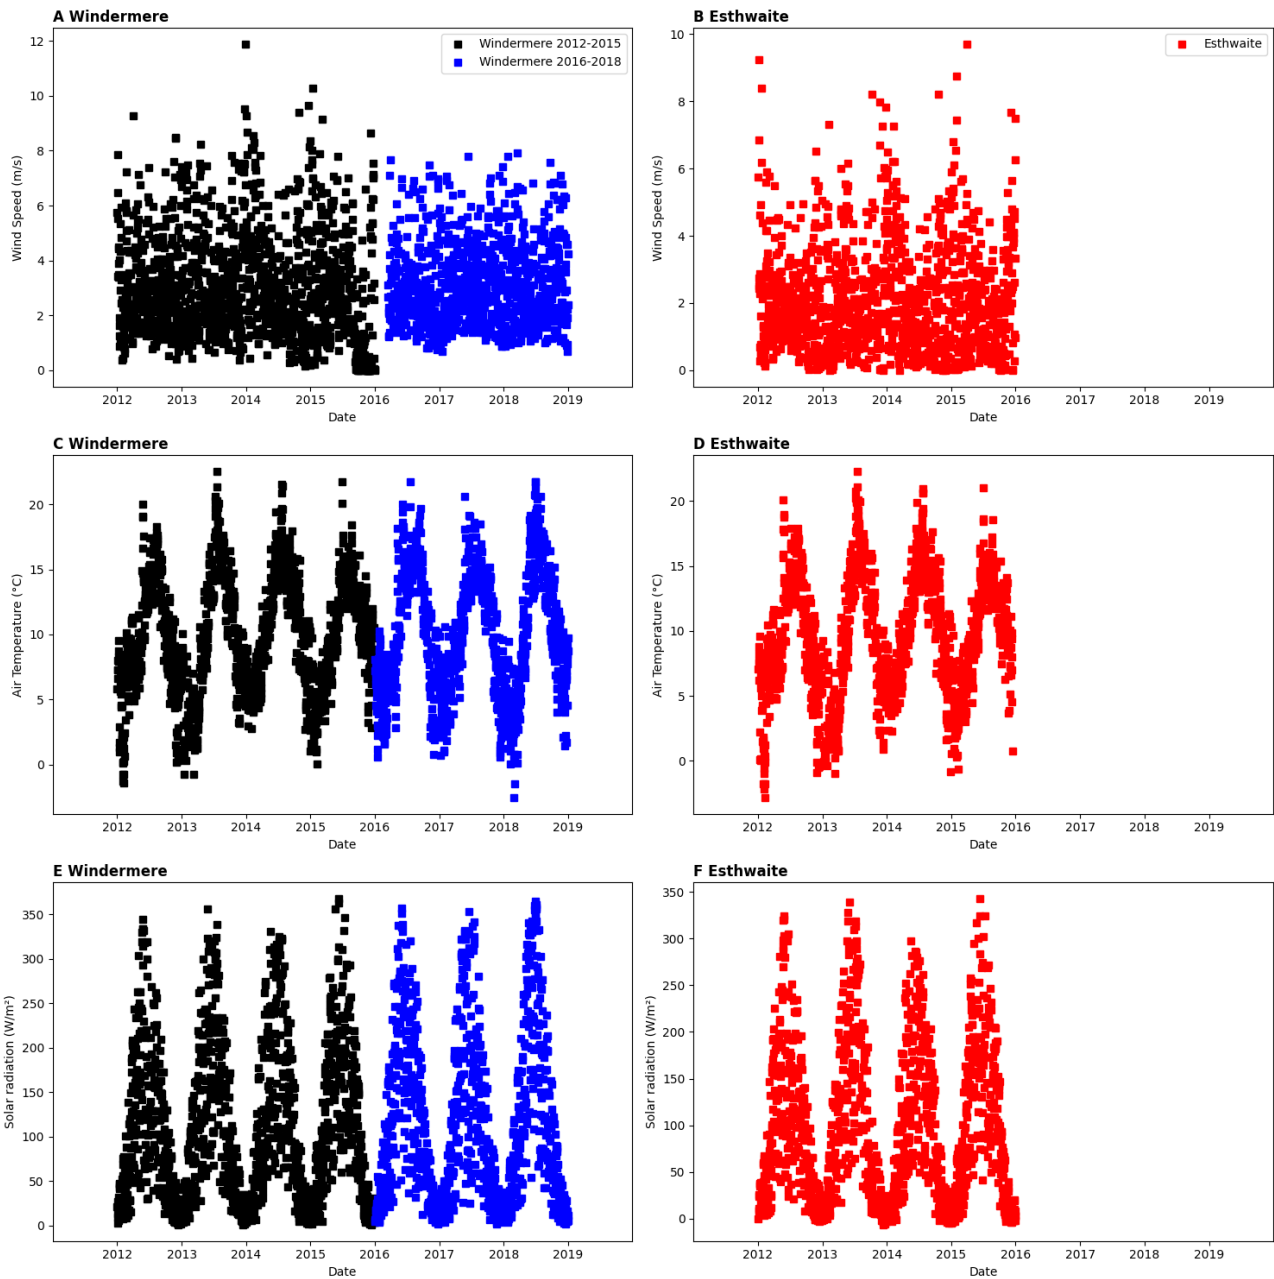 A Windermere
Wind Speed (m/s)
12
10
8
6
4
2
0
Windermere 2012-2015
Windermere 2016-2018
2012 2013 2014 2015 2016 2017 2018 2019
Date
B Esthwaite
Wind Speed (m/s)
10
8
6
4
2
0
Esthwaite
2012 2013 2014 2015 2016 2017 2018 2019
Date
C Windermere
Air Temperature (°C)
20
15
10
5
0
2012 2013 2014 2015 2016 2017 2018 2019
Date
D Esthwaite
Air Temperature (°C)
20
15
10
5
0
2012 2013 2014 2015 2016 2017 2018 2019
Date
E Windermere
Solar radiation (W/m²)
350
300
250
200
150
100
50
0
2012 2013 2014 2015 2016 2017 2018 2019
Date
F Esthwaite
Solar radiation (W/m²)
350
300
250
200
150
100
50
0
2012 2013 2014 2015 2016 2017 2018 2019
Date